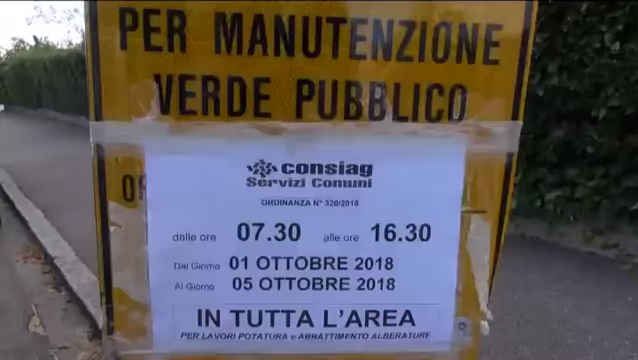 PER MANUTENZIONE
VERDE PUBBLICO
consiag
Servizi Comuni
ORDINANZA N° 320/2018
dalle ore 07.30 alle ore 16.30
Dal Giorno 01 OTTOBRE 2018
Al Giorno 05 OTTOBRE 2018
IN TUTTA L'AREA
PER LAVORI POTATURA e ABBATTIMENTO ALBERATURE